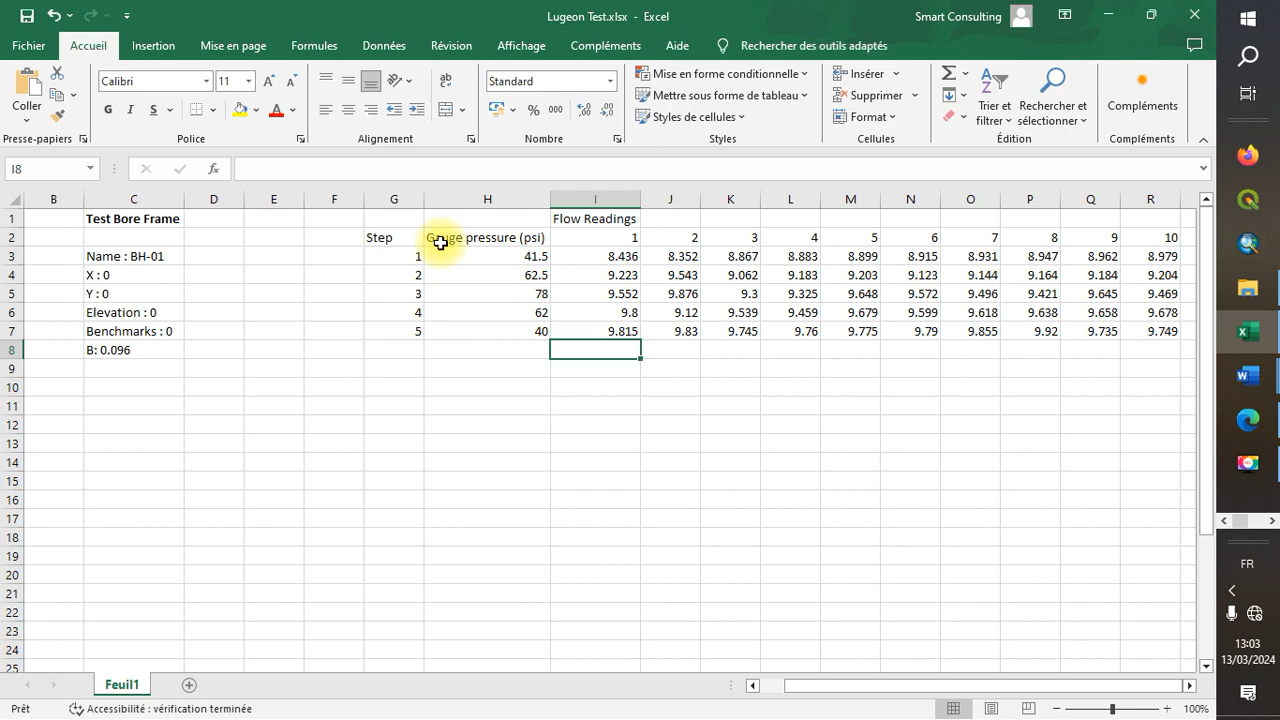 Lugeon Test.xlsx - Excel
Smart Consulting
Fichier Accueil Insertion Mise en page Formules Données Révision Affichage Compléments Aide Rechercher des outils adaptés
Coller
Presse-papiers
Calibri 11
G I S A A A
Police
ab
Alignement
Standard
% 000
Nombre
Mise en forme conditionnelle
Mettre sous forme de tableau
Styles de cellules
Styles
Insérer
Supprimer
Format
Cellules
Trier et filtrer
Rechercher et sélectionner
Édition
Compléments
Compléments
I8 fx
B C D E F G H I J K L M N O P Q R
1 Test Bore Frame Flow Readings
2 Step Gauge pressure (psi) 1 2 3 4 5 6 7 8 9 10
3 Name : BH-01 1 41.5 8.436 8.352 8.867 8.883 8.899 8.915 8.931 8.947 8.962 8.979
4 X : 0 2 62.5 9.223 9.543 9.062 9.183 9.203 9.123 9.144 9.164 9.184 9.204
5 Y : 0 3 78 9.552 9.876 9.3 9.325 9.648 9.572 9.496 9.421 9.645 9.469
6 Elevation : 0 4 62 9.8 9.12 9.539 9.459 9.679 9.599 9.618 9.638 9.658 9.678
7 Benchmarks : 0 5 40 9.815 9.83 9.745 9.76 9.775 9.79 9.855 9.92 9.735 9.749
8 B: 0.096
9
10
11
12
13
14
15
16
17
18
19
20
21
22
23
24
25
Feuil1
Prêt Accessibilité : vérification terminée 100%
FR
13:03
13/03/2024